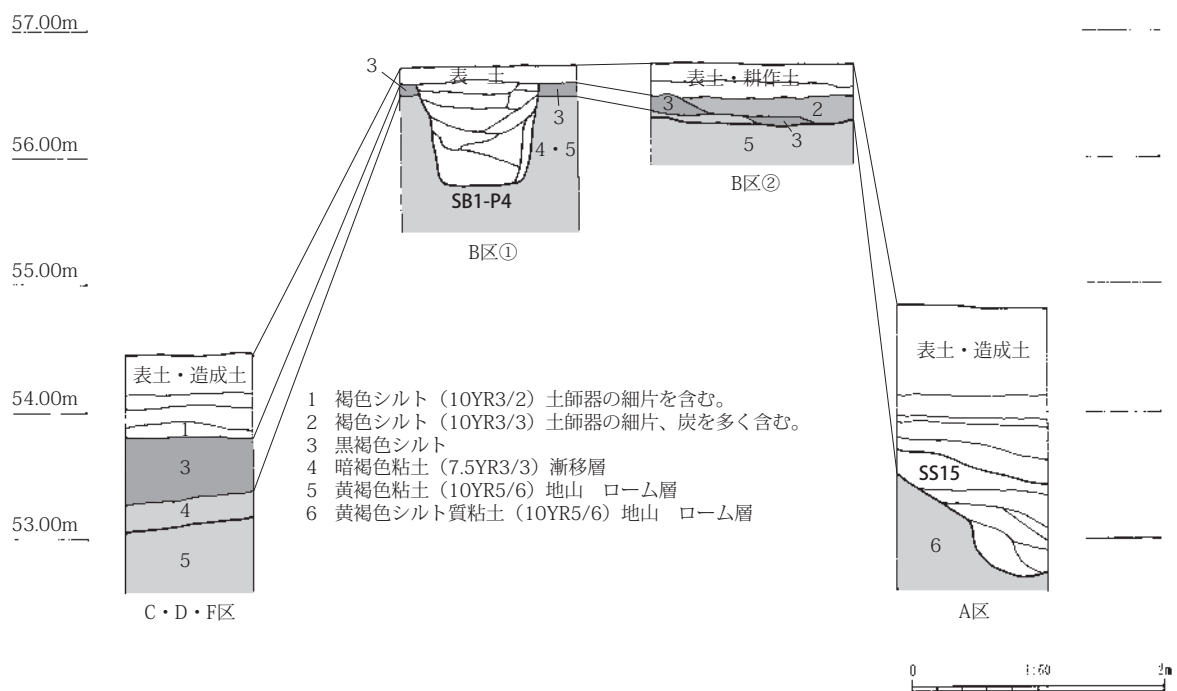 57.00m
56.00m
55.00m
54.00m
53.00m
3
表　土
3
4・5
SB1-P4
B区①
表土・耕作土
3
2
3
5
B区②
表土・造成土
1
3
4
5
C・D・F区
1　褐色シルト（10YR3/2）土師器の細片を含む。
2　褐色シルト（10YR3/3）土師器の細片、炭を多く含む。
3　黒褐色シルト
4　暗褐色粘土（7.5YR3/3）漸移層
5　黄褐色粘土（10YR5/6）地山　ローム層
6　黄褐色シルト質粘土（10YR5/6）地山　ローム層
表土・造成土
SS15
6
A区
0　1:60　2m